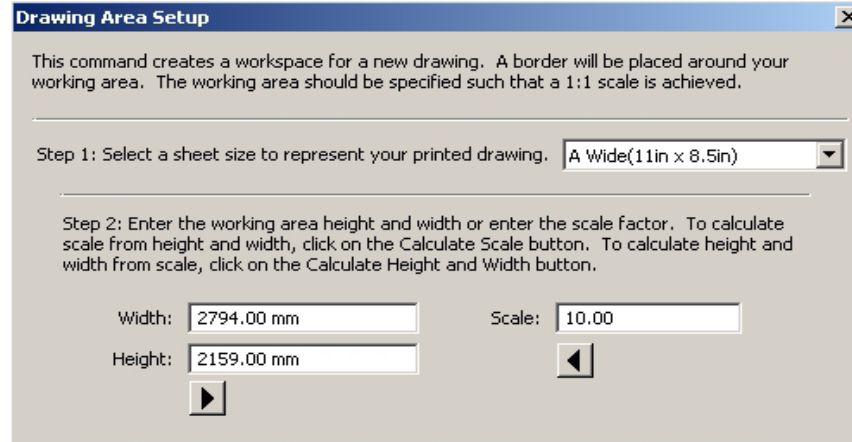 Drawing Area Setup
This command creates a workspace for a new drawing. A border will be placed around your
working area. The working area should be specified such that a 1:1 scale is achieved.
Step 1: Select a sheet size to represent your printed drawing. A Wide(11in x 8.5in)
Step 2: Enter the working area height and width or enter the scale factor. To calculate
scale from height and width, click on the Calculate Scale button. To calculate height and
width from scale, click on the Calculate Height and Width button.
Width: 2794.00 mm Scale: 10.00
Height: 2159.00 mm